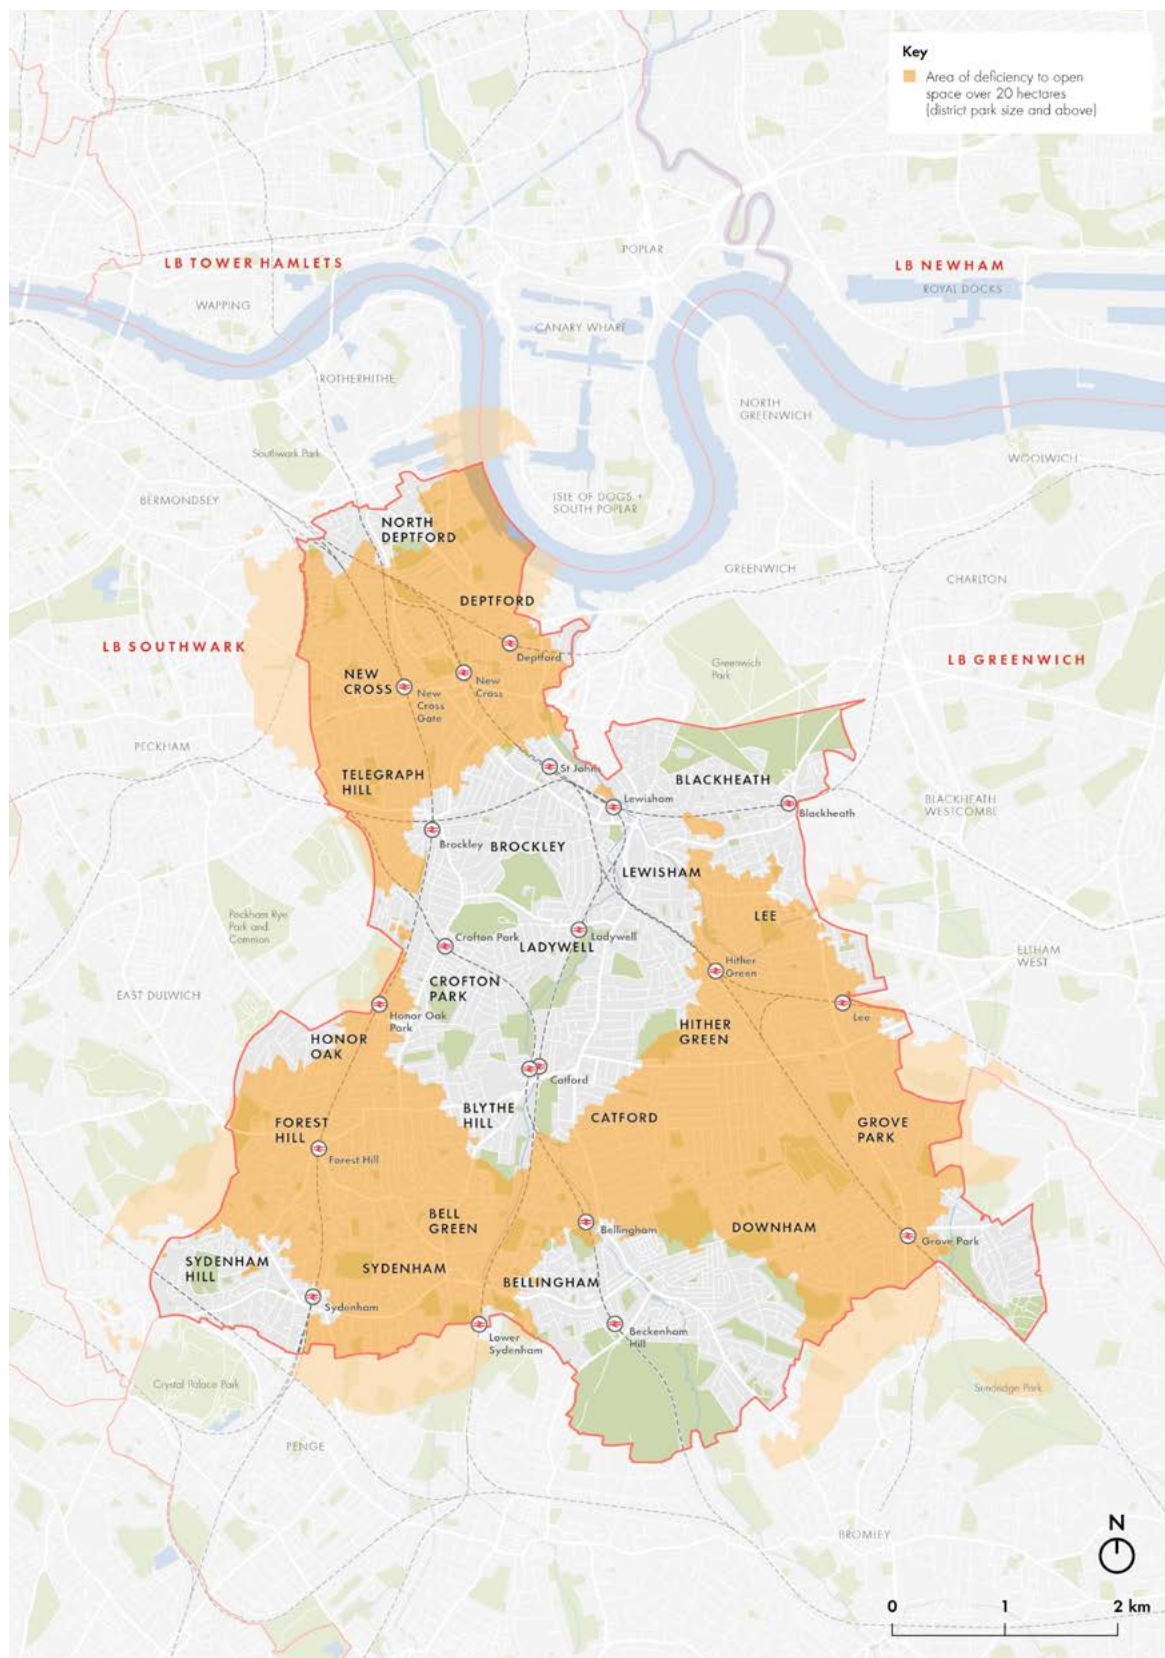 Key
Area of deficiency to open
space over 20 hectares
(district park size and above)
POPLAR
LB TOWER HAMLETS
LB NEWHAM
ROYAL DOCKS
WAPPING
CANARY WHARF
ROTHERHITHE
NORTH
GREENWICH
Southwark Park
WOOLWICH
BERMONDSEY
ISLE OF DOGS +
SOUTH POPLAR
NORTH
DEPTFORD
GREENWICH
CHARLTON
DEPTFORD
LB SOUTHWARK
Deptford
LB GREENWICH
Greenwich
Park
NEW
CROSS
New
Cross
Gate
New
Cross
PECKHAM
TELEGRAPH
HILL
St Johns
BLACKHEATH
Lewisham
Blackheath
BLACKHEATH
WESTCOMBE
Brockley
BROCKLEY
LEWISHAM
Peckham Rye
Park and
Common
LEE
Crofton Park
LADYWELL
Ladywell
ELTHAM
WEST
Hither
Green
CROFTON
PARK
EAST DULWICH
Honor Oak
Park
Lee
HONOR
OAK
HITHER
GREEN
Catford
BLYTHE
HILL
CATFORD
FOREST
HILL
GROVE
PARK
Forest Hill
BELL
GREEN
Bellingham
DOWNHAM
Grove Park
SYDENHAM
HILL
SYDENHAM
BELLINGHAM
Sydenham
Lower
Sydenham
Beckenham
Hill
Crystal Palace Park
Sundridge Park
PENGE
BROMLEY
N
0 1 2 km